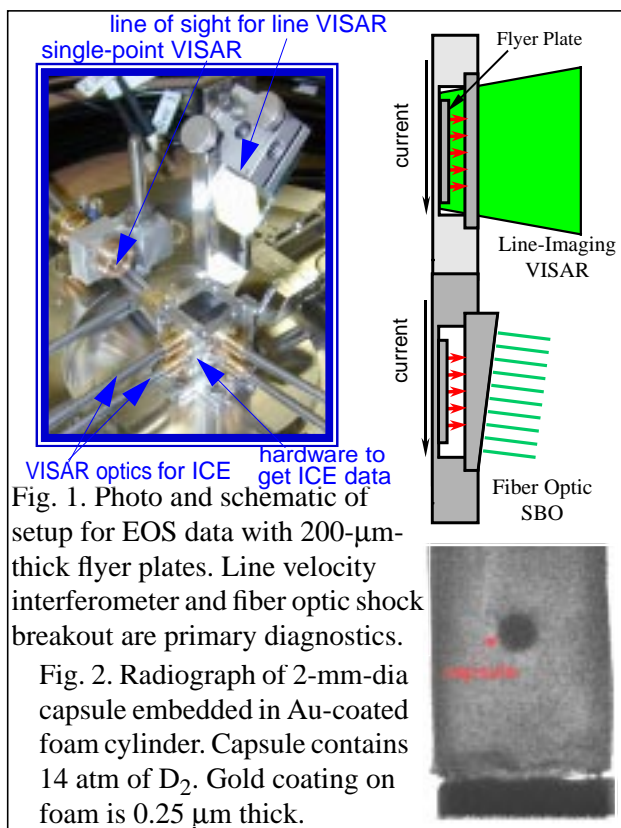 line of sight for line VISAR
single-point VISAR
VISAR optics for ICE
hardware to
get ICE data
Flyer Plate
current
Line-Imaging
VISAR
current
Fiber Optic
SBO
Fig. 1. Photo and schematic of
setup for EOS data with 200-μm-
thick flyer plates. Line velocity
interferometer and fiber optic shock
breakout are primary diagnostics.
capsule
Fig. 2. Radiograph of 2-mm-dia
capsule embedded in Au-coated
foam cylinder. Capsule contains
14 atm of D₂. Gold coating on
foam is 0.25 μm thick.